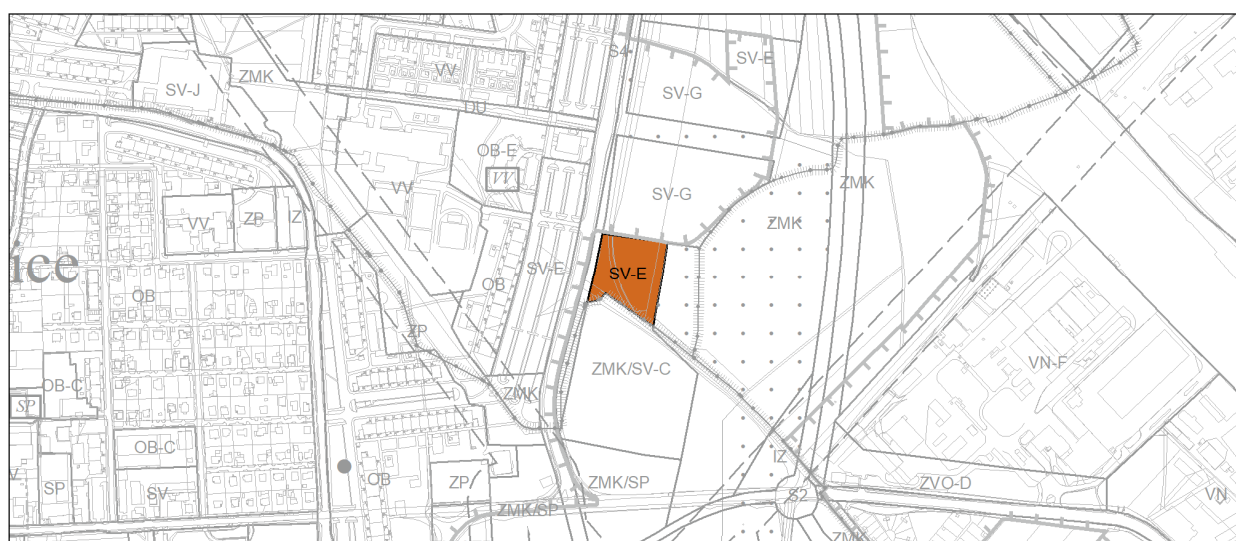 S4
SV-E
VV
ZMK
SV-J
SV-G
DU
OB-E
VV
VV
SV-G
ZMK
ZMK
VV
ZP
IZ
ice
SV-E
SV-E
OB
OB
ZP
ZMK/SV-C
VN-F
OB-C
ZMK
SP
OB-C
IZ
V
SP
SV
OB
ZP
ZMK/SP
ZVO-D
S2
VN
ZMK/SP
ZMK